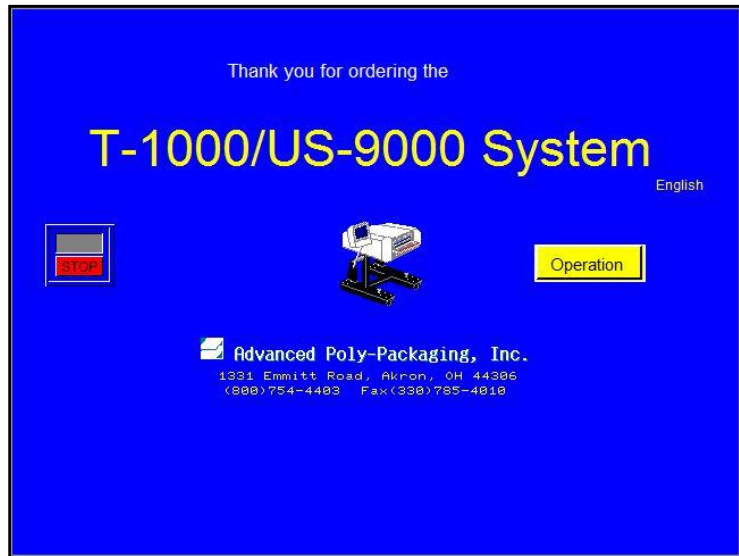 Thank you for ordering the
T-1000/US-9000 System
English
STOP
Operation
Advanced Poly-Packaging, Inc.
1331 Emmitt Road, Akron, OH 44306
(800)754-4403 Fax(330)785-4010